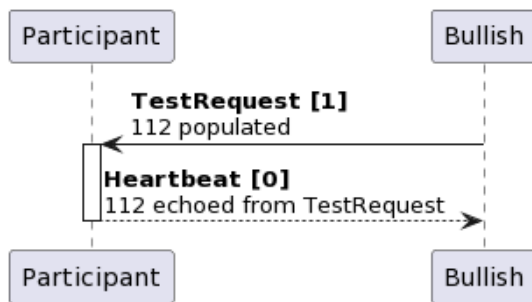 Participant
Bullish
TestRequest [1]
112 populated
Heartbeat [0]
112 echoed from TestRequest
Participant
Bullish